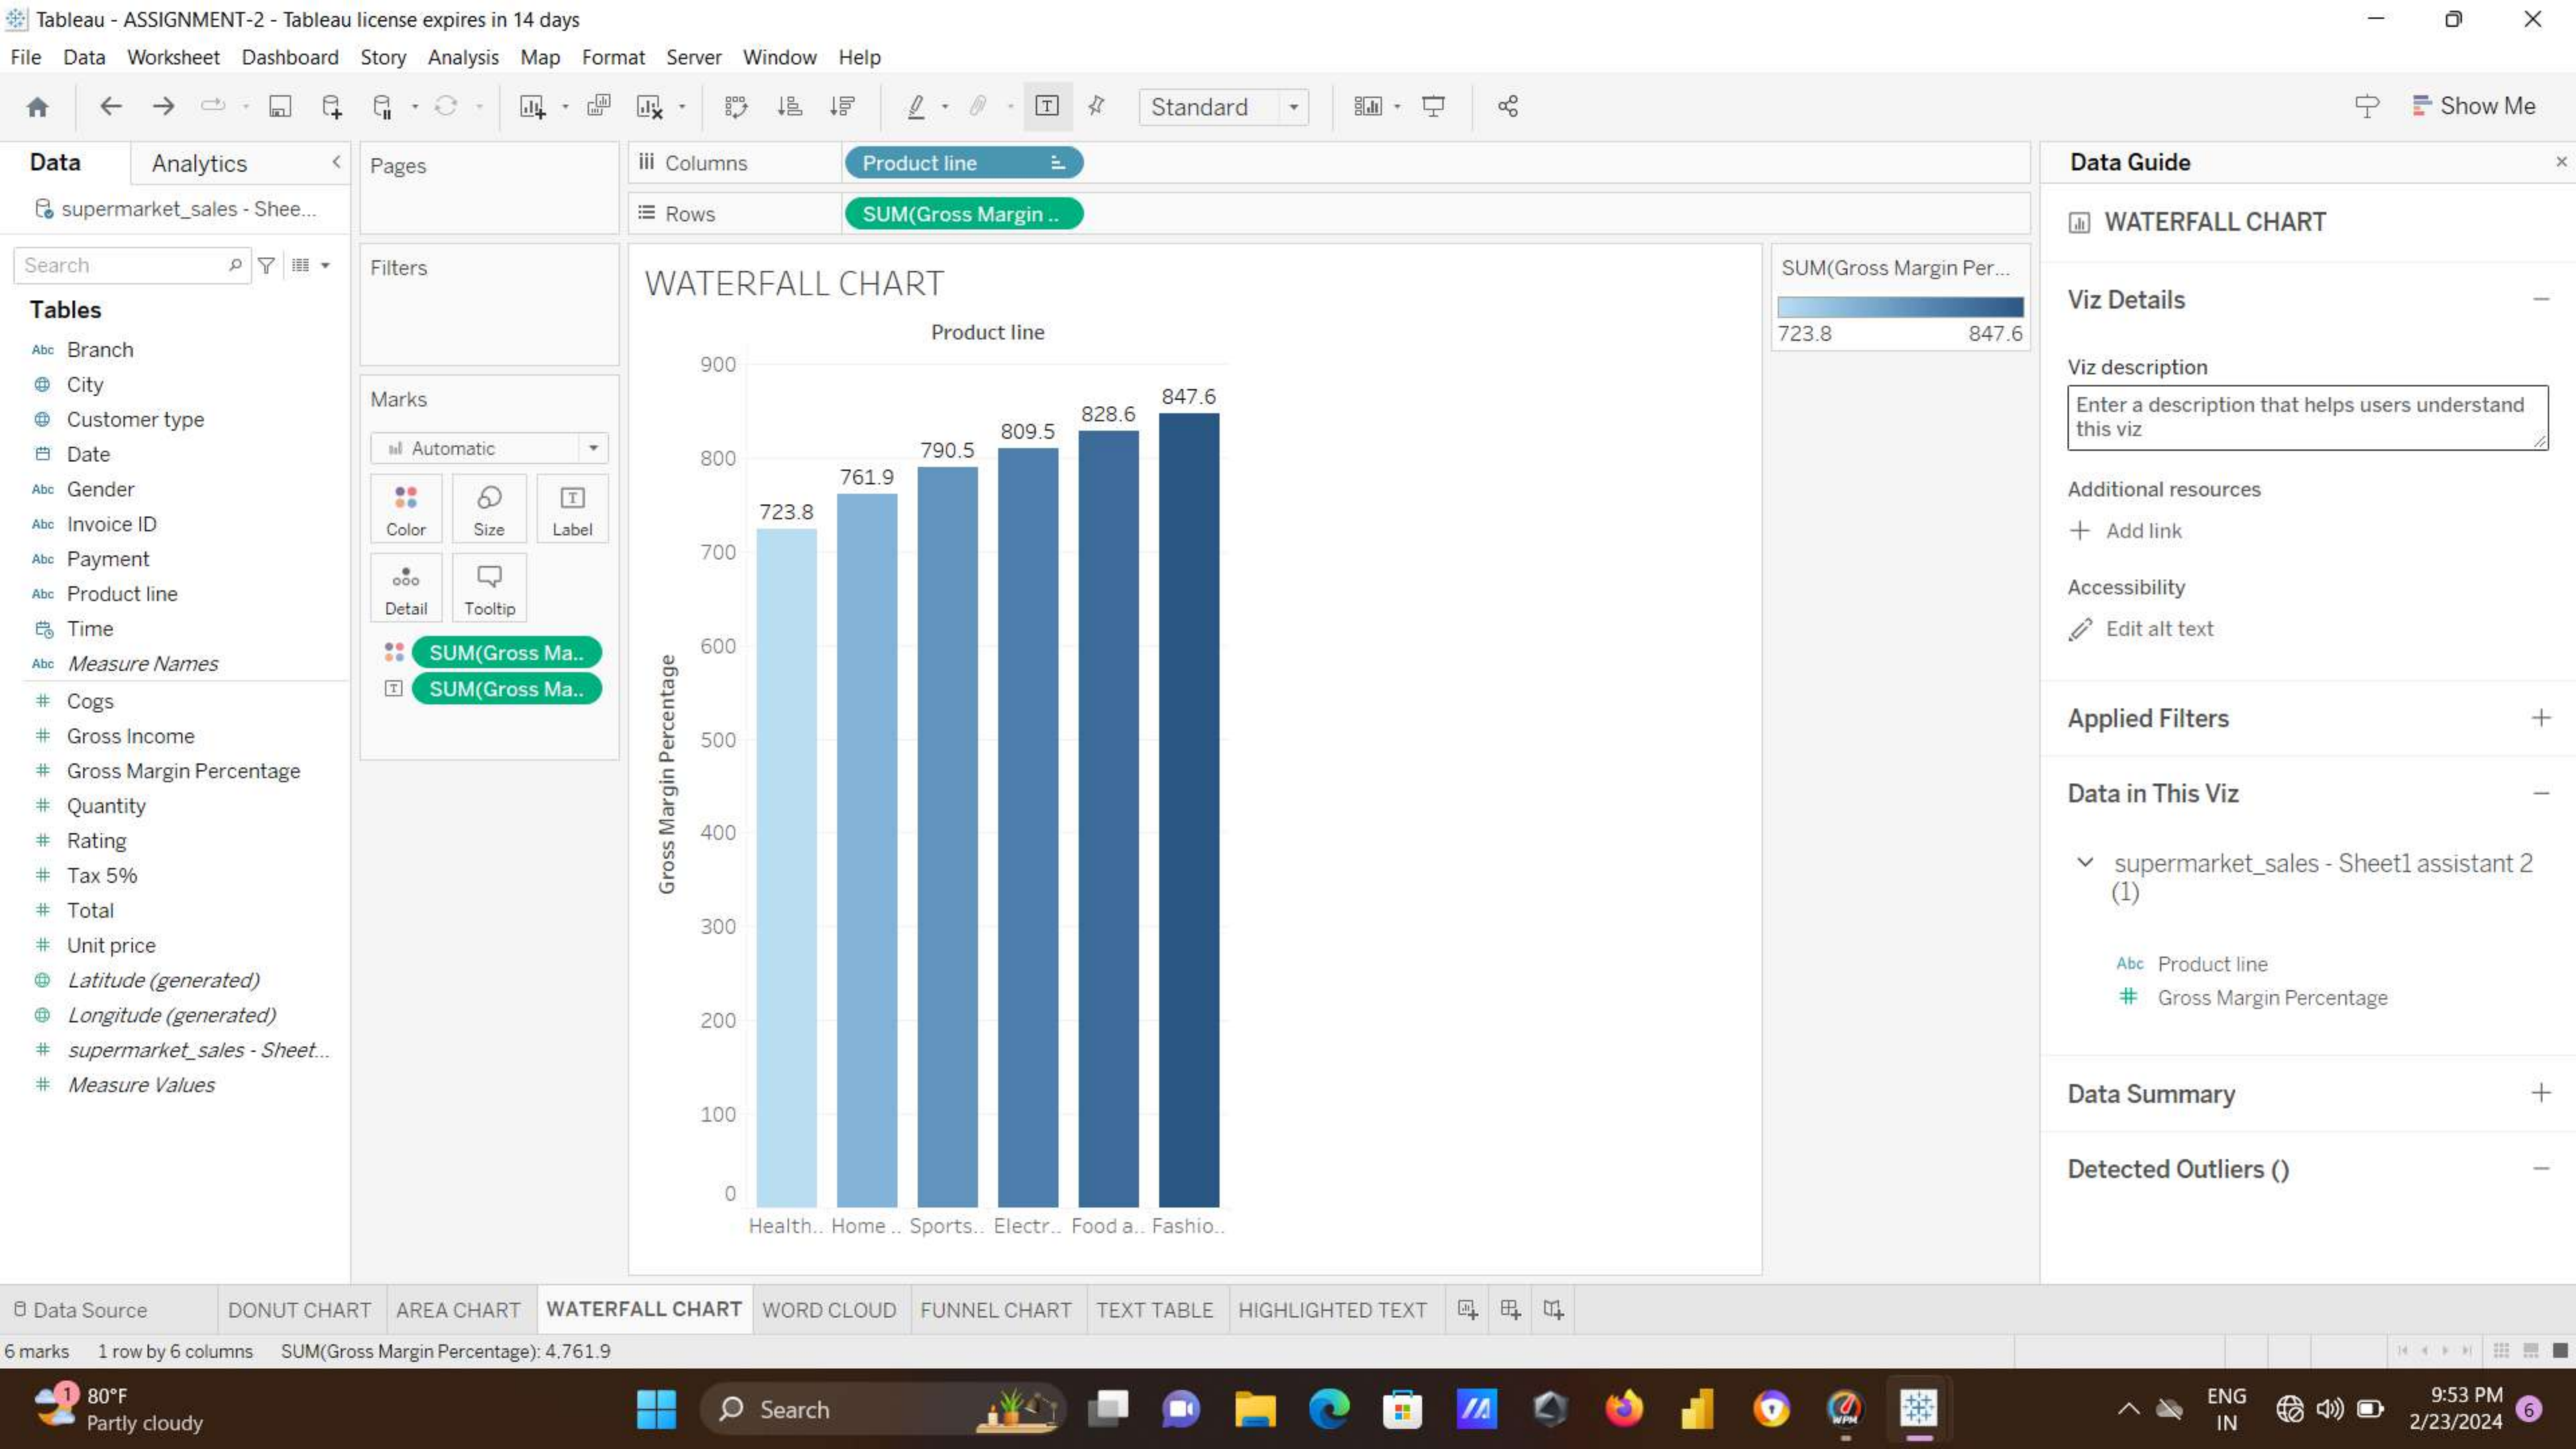 Tableau - ASSIGNMENT-2 - Tableau license expires in 14 days
File Data Worksheet Dashboard Story Analysis Map Format Server Window Help
Standard
Show Me
Data Analytics
supermarket_sales - Shee...
Search
Tables
Abc Branch
City
Customer type
Date
Abc Gender
Abc Invoice ID
Abc Payment
Abc Product line
Time
Abc Measure Names
# Cogs
# Gross Income
# Gross Margin Percentage
# Quantity
# Rating
# Tax 5%
# Total
# Unit price
Latitude (generated)
Longitude (generated)
# supermarket_sales - Sheet...
# Measure Values
Pages
Filters
Marks
Automatic
Color Size Label
Detail Tooltip
SUM(Gross Ma..
SUM(Gross Ma..
Columns Product line
Rows SUM(Gross Margin ..
WATERFALL CHART
Product line
Gross Margin Percentage
900
800
700
600
500
400
300
200
100
0
723.8
761.9
790.5
809.5
828.6
847.6
Health.. Home .. Sports.. Electr.. Food a.. Fashio..
SUM(Gross Margin Per...
723.8 847.6
Data Guide
WATERFALL CHART
Viz Details
Viz description
Enter a description that helps users understand
this viz
Additional resources
Add link
Accessibility
Edit alt text
Applied Filters
Data in This Viz
supermarket_sales - Sheet1 assistant 2
(1)
Abc Product line
# Gross Margin Percentage
Data Summary
Detected Outliers ()
Data Source DONUT CHART AREA CHART WATERFALL CHART WORD CLOUD FUNNEL CHART TEXT TABLE HIGHLIGHTED TEXT
6 marks 1 row by 6 columns SUM(Gross Margin Percentage): 4,761.9
1
80°F
Partly cloudy
Search
WPM
ENG
IN
9:53 PM
2/23/2024
6